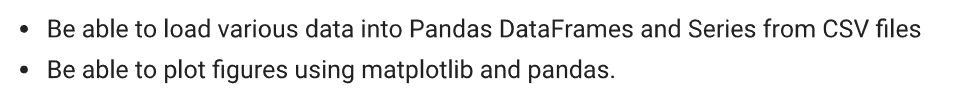 • Be able to load various data into Pandas DataFrames and Series from CSV files
• Be able to plot figures using matplotlib and pandas.